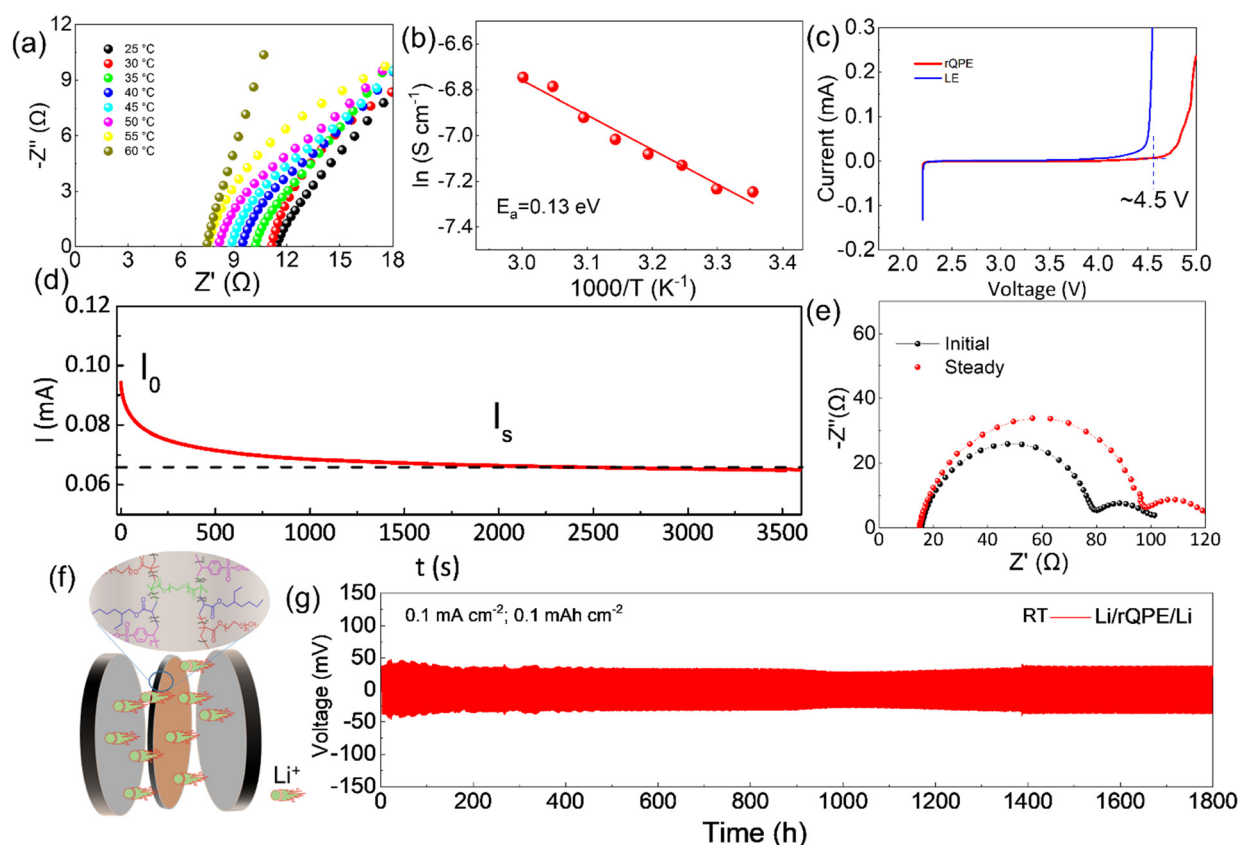 (a)
12
9
6
3
0
-Z'' (Ω)
25 °C
30 °C
35 °C
40 °C
45 °C
50 °C
55 °C
60 °C
0 3 6 9 12 15 18
Z' (Ω)
(b)
-6.6
-6.8
-7.0
-7.2
-7.4
ln (S cm⁻¹)
Eₐ=0.13 eV
3.0 3.1 3.2 3.3 3.4
1000/T (K⁻¹)
(c)
0.3
0.2
0.1
0.0
-0.1
-0.2
Current (mA)
rQPE
LE
~4.5 V
2.0 2.5 3.0 3.5 4.0 4.5 5.0
Voltage (V)
(d)
0.12
0.10
0.08
0.06
I (mA)
I₀
Iₛ
0 500 1000 1500 2000 2500 3000 3500
t (s)
(e)
60
40
20
0
-Z''(Ω)
Initial
Steady
0 20 40 60 80 100 120
Z' (Ω)
(f)
Li⁺
(g)
150
100
50
0
-50
-100
-150
Voltage (mV)
0.1 mA cm⁻²; 0.1 mAh cm⁻²
RT
Li/rQPE/Li
0 200 400 600 800 1000 1200 1400 1600 1800
Time (h)